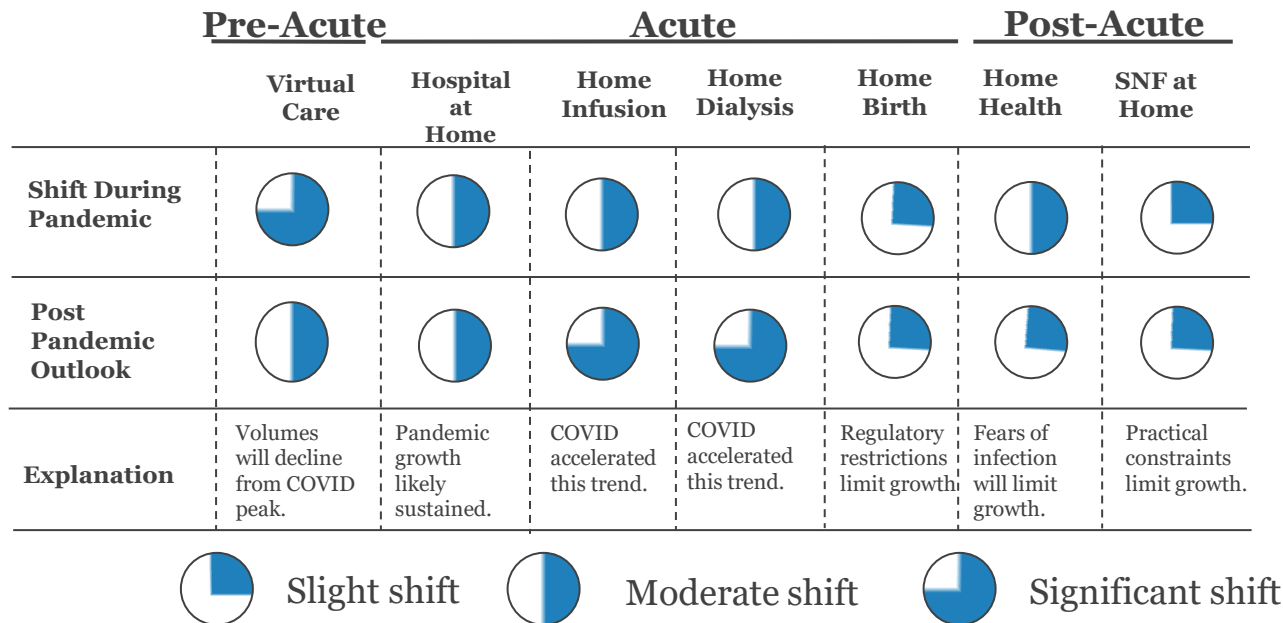 Pre-Acute
Acute
Post-Acute
Virtual
Care
Hospital
at
Home
Home
Infusion
Home
Dialysis
Home
Birth
Home
Health
SNF at
Home
Shift During
Pandemic
Post
Pandemic
Outlook
Explanation
Volumes
will decline
from COVID
peak.
Pandemic
growth
likely
sustained.
COVID
accelerated
this trend.
COVID
accelerated
this trend.
Regulatory
restrictions
limit growth
Fears of
infection
will limit
growth.
Practical
constraints
limit growth.
Slight shift
Moderate shift
Significant shift